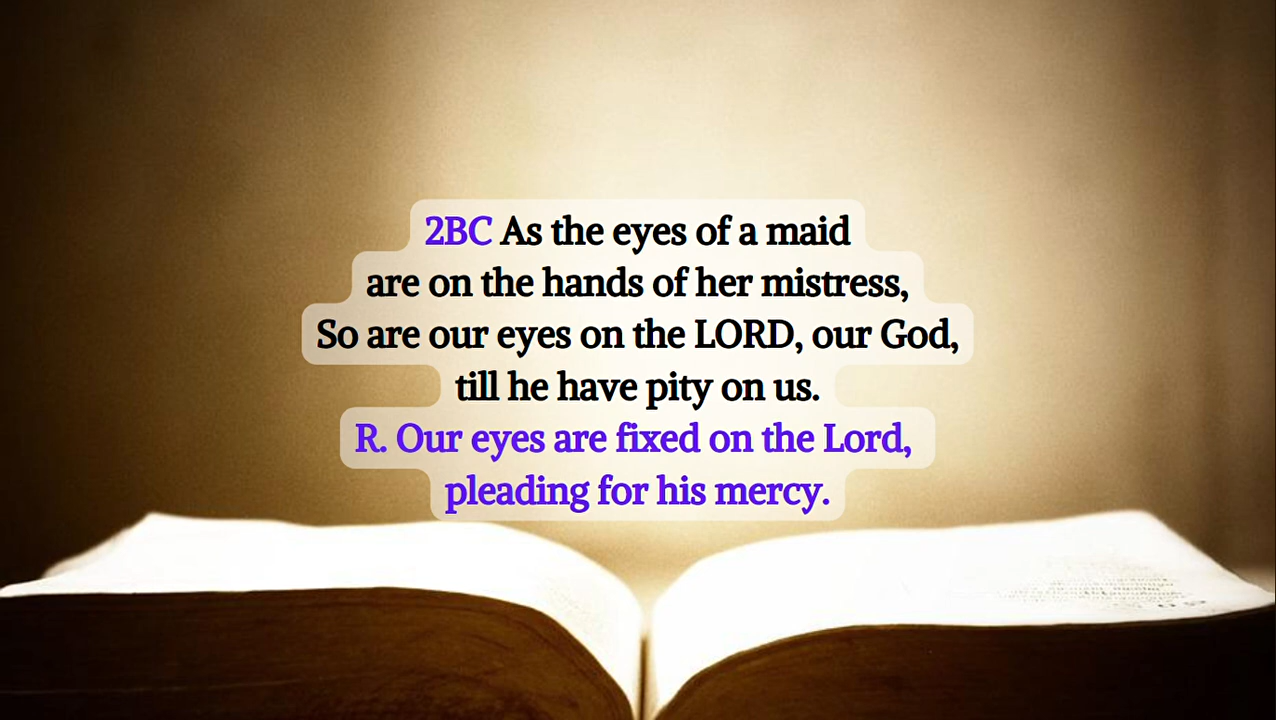 2BC As the eyes of a maid
are on the hands of her mistress,
So are our eyes on the LORD, our God,
till he have pity on us.
R. Our eyes are fixed on the Lord,
pleading for his mercy.